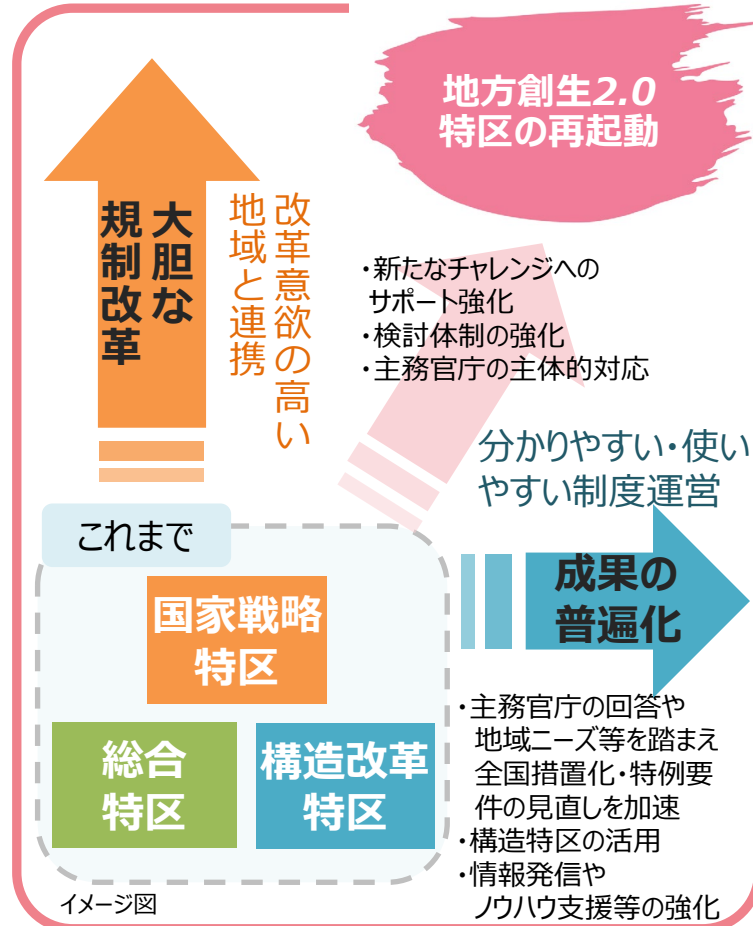 地方創生2.0
特区の再起動
大胆な
規制改革
改革意欲の高い
地域と連携
・新たなチャレンジへの
サポート強化
・検討体制の強化
・主務官庁の主体的対応
分かりやすい・使い
やすい制度運営
成果の
普遍化
これまで
国家戦略
特区
総合
特区
構造改革
特区
・主務官庁の回答や
地域ニーズ等を踏まえ
全国措置化・特例要
件の見直しを加速
・構造特区の活用
・情報発信や
ノウハウ支援等の強化
イメージ図